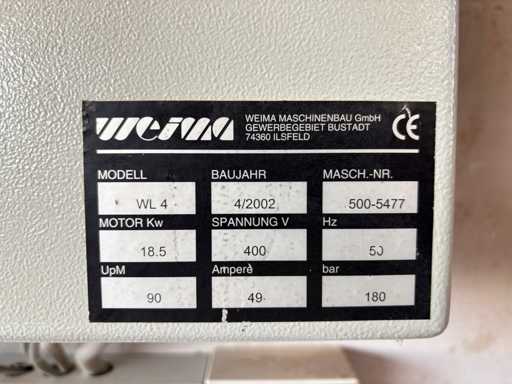 WEIMA
WEIMA MASCHINENBAU GmbH
GEWERBEGEBIET BUSTADT
74360 ILSFELD
CE
MODELL BAUJAHR MASCH.-NR.
WL 4 4/2002 500-5477
MOTOR Kw SPANNUNG V Hz
18.5 400 50
UpM Ampere bar
90 49 180